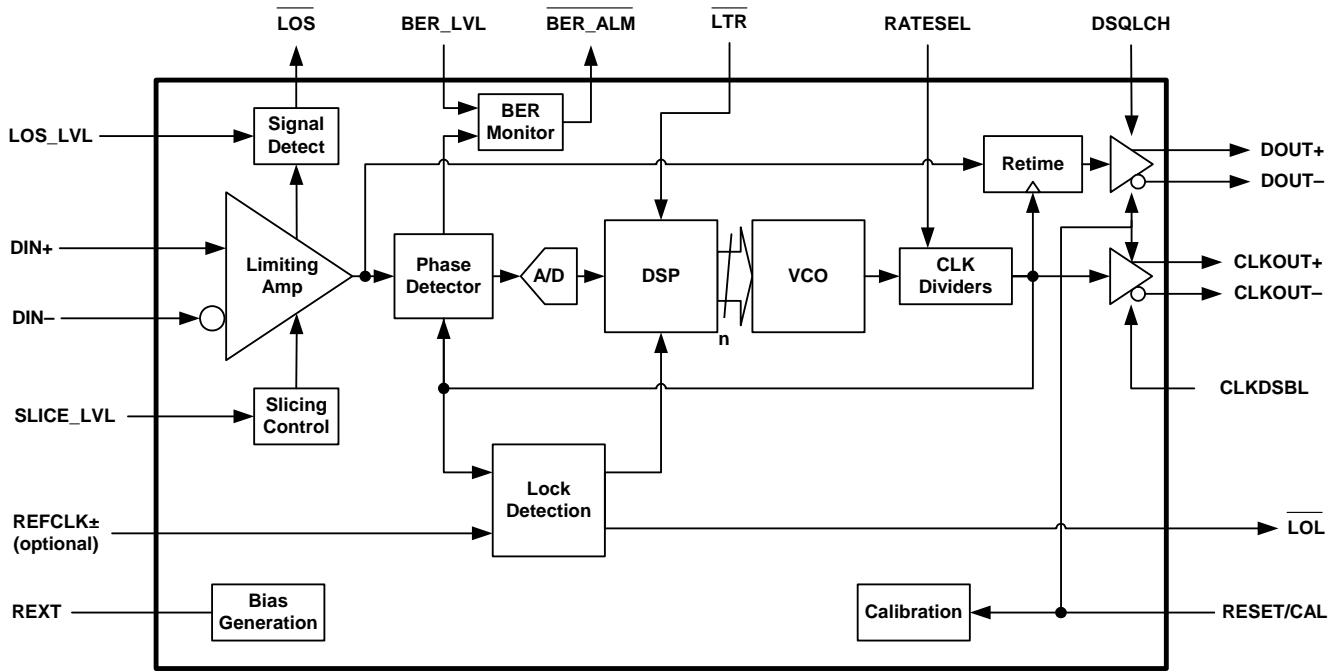 LOS
BER_LVL
BER_ALM
LTR
RATESEL
DSQLCH
LOS_LVL
Signal
Detect
BER
Monitor
Retime
DOUT+
DOUT–
DIN+
DIN–
Limiting
Amp
Phase
Detector
A/D
DSP
n
VCO
CLK
Dividers
CLKOUT+
CLKOUT–
CLKDSBL
SLICE_LVL
Slicing
Control
Lock
Detection
REFCLK±
(optional)
LOL
REXT
Bias
Generation
Calibration
RESET/CAL